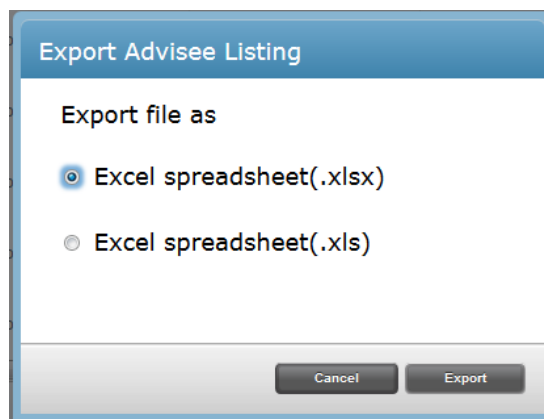 Export Advisee Listing
Export file as
Excel spreadsheet(.xlsx)
Excel spreadsheet(.xls)
Cancel Export